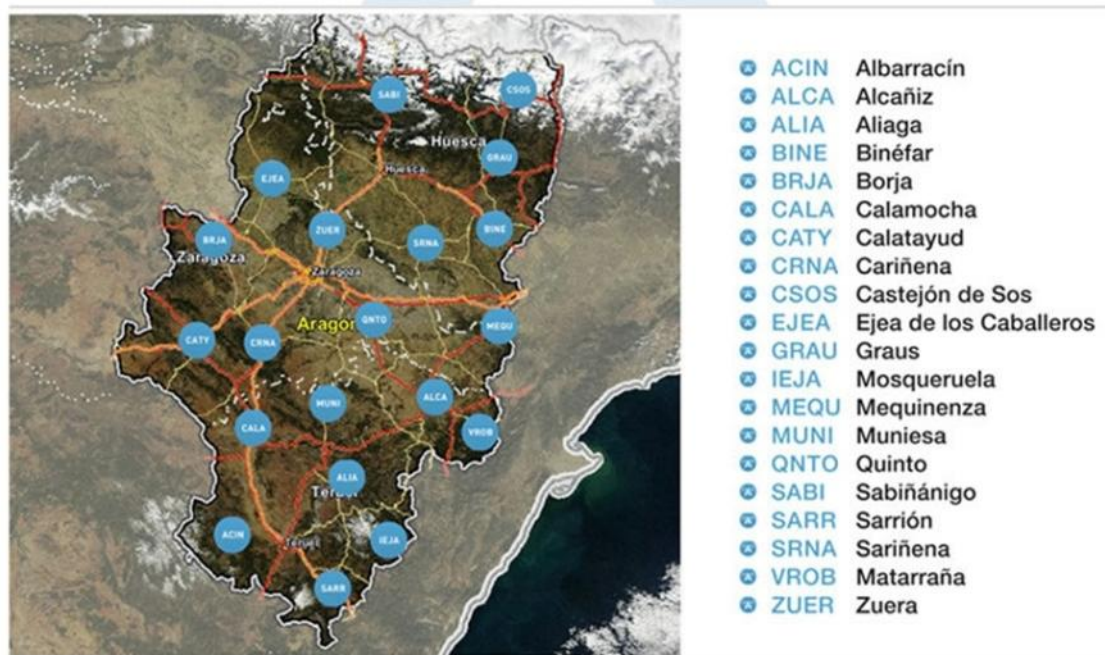 SABI
CSOS
Huesca
GRAU
Huesca
EJEA
ZUER
BINE
BRJA
SRNA
Zaragoza
Zaragoza
Aragon
QNTO
MEQU
CATY
CRNA
ALCA
MUNI
CALA
VROB
ALIA
Teruel
ACIN
IEJA
Teruel
SARR
ACIN Albarracín
ALCA Alcañiz
ALIA Aliaga
BINE Binéfar
BRJA Borja
CALA Calamocha
CATY Calatayud
CRNA Cariñena
CSOS Castejón de Sos
EJEA Ejea de los Caballeros
GRAU Graus
IEJA Mosqueruela
MEQU Mequinenza
MUNI Muniesa
QNTO Quinto
SABI Sabiñánigo
SARR Sarrión
SRNA Sariñena
VROB Matarraña
ZUER Zuera